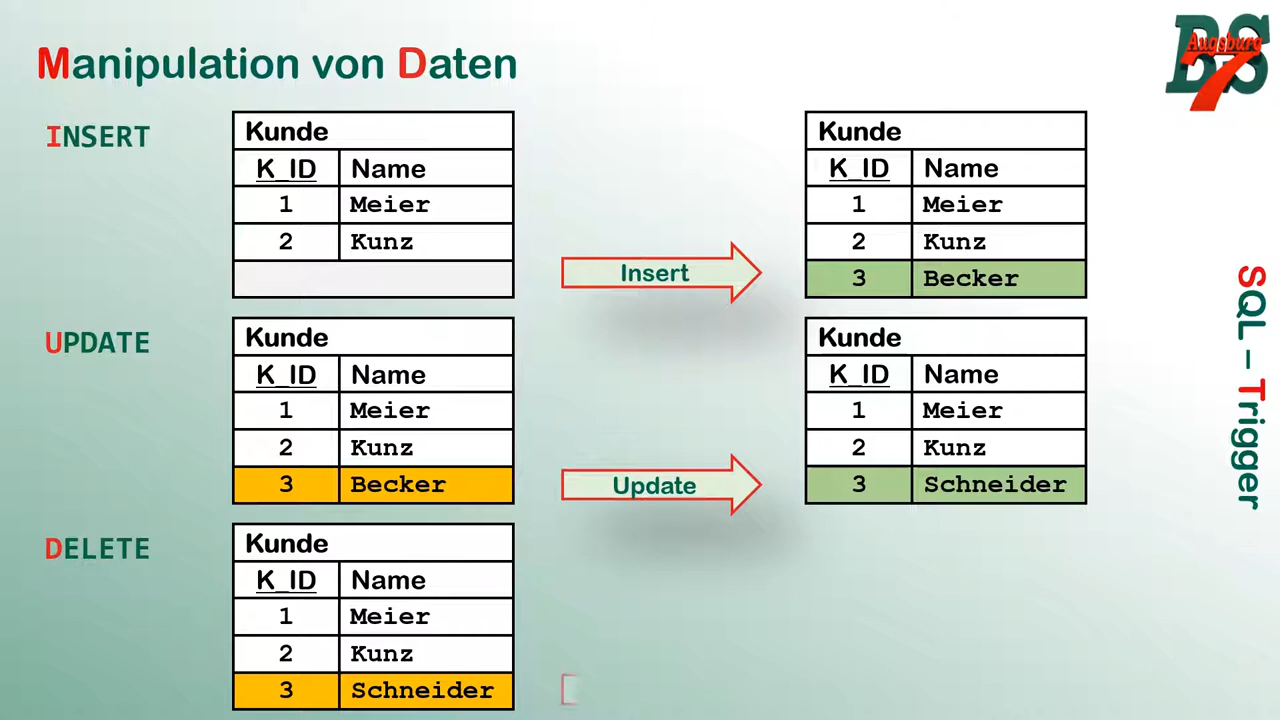 Manipulation von Daten
BS
Augsburg
7
INSERT
Kunde
K_ID Name
1 Meier
2 Kunz
Insert
Kunde
K_ID Name
1 Meier
2 Kunz
3 Becker
UPDATE
Kunde
K_ID Name
1 Meier
2 Kunz
3 Becker
Update
Kunde
K_ID Name
1 Meier
2 Kunz
3 Schneider
DELETE
Kunde
K_ID Name
1 Meier
2 Kunz
3 Schneider
SQL – Trigger